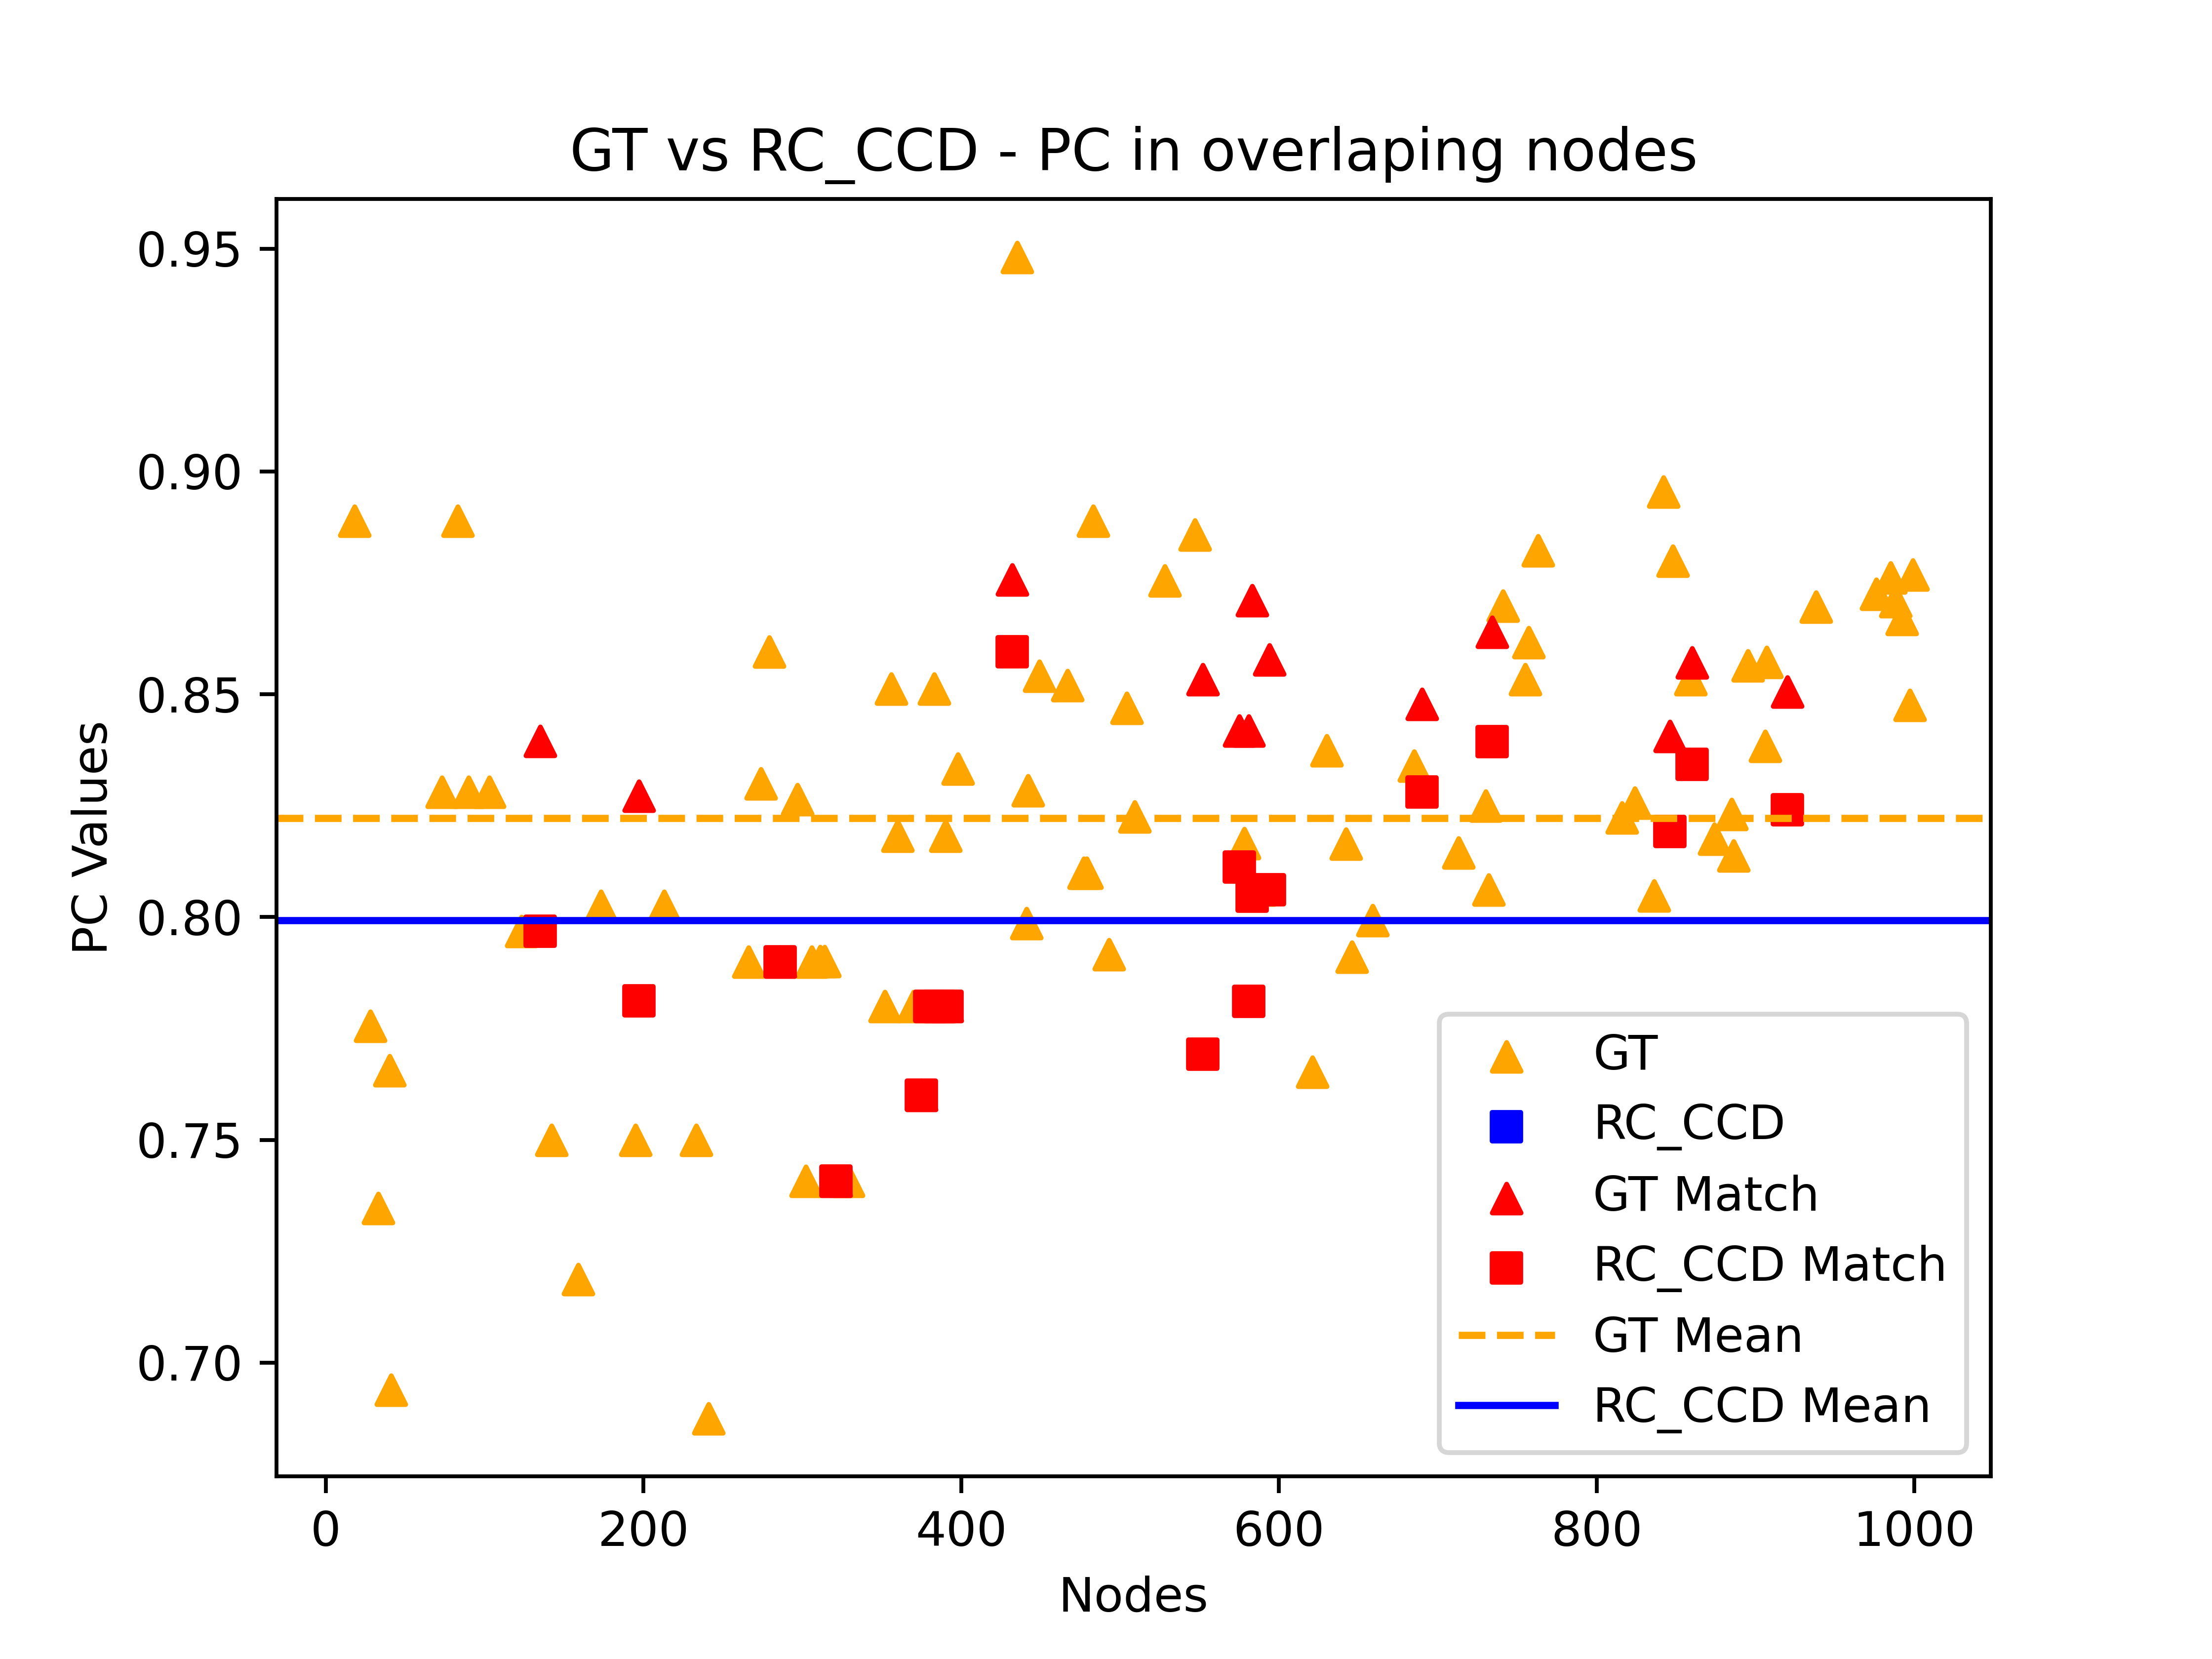 GT vs RC_CCD - PC in overlaping nodes
0.95
0.90
0.85
0.80
0.75
0.70
PC Values
GT
RC_CCD
GT Match
RC_CCD Match
GT Mean
RC_CCD Mean
0 200 400 600 800 1000
Nodes